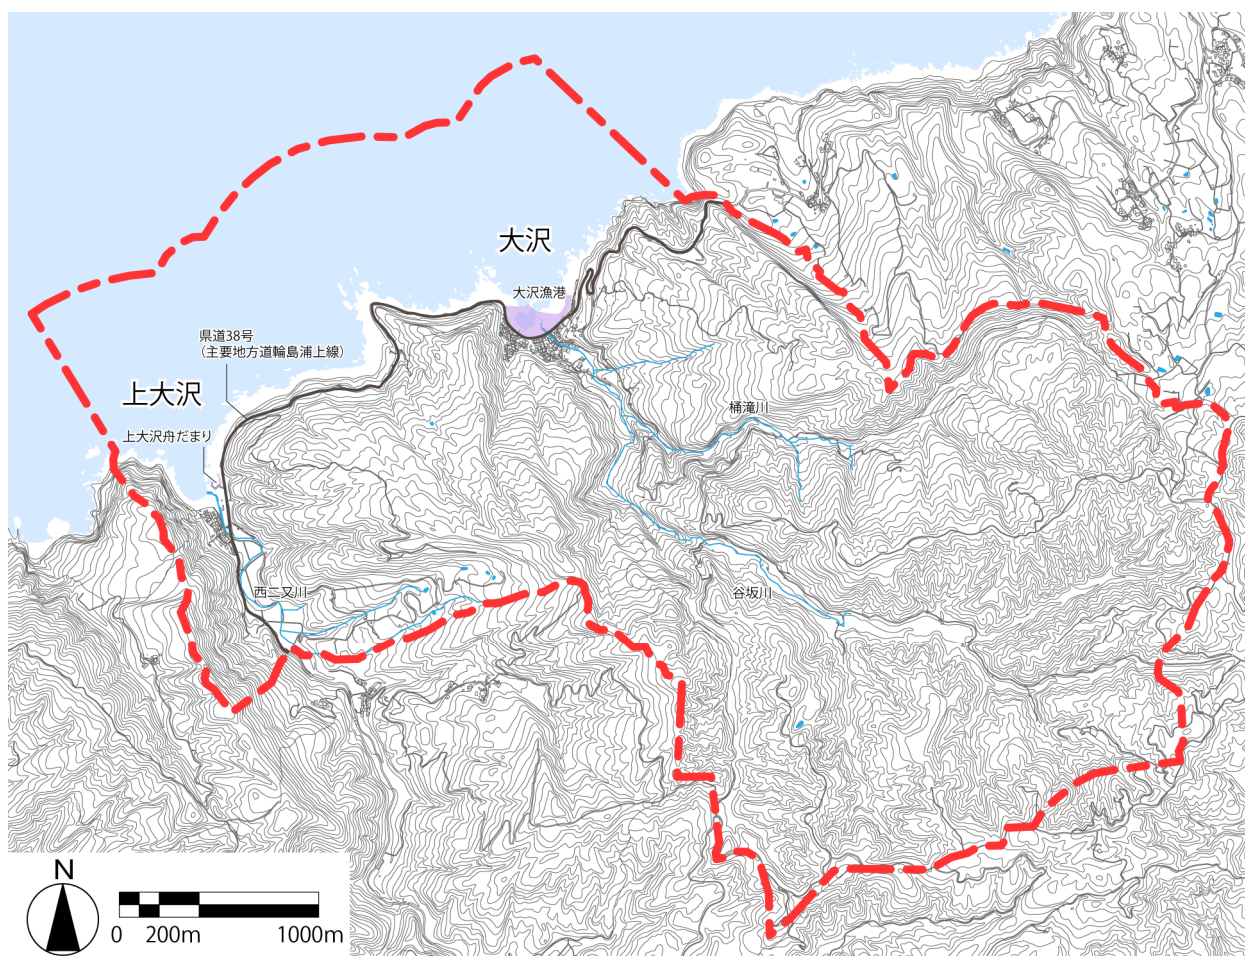 大沢
大沢漁港
県道38号
（主要地方道輪島浦上線）
上大沢
上大沢舟だまり
桶滝川
西二又川
谷坂川
N
0 200m 1000m